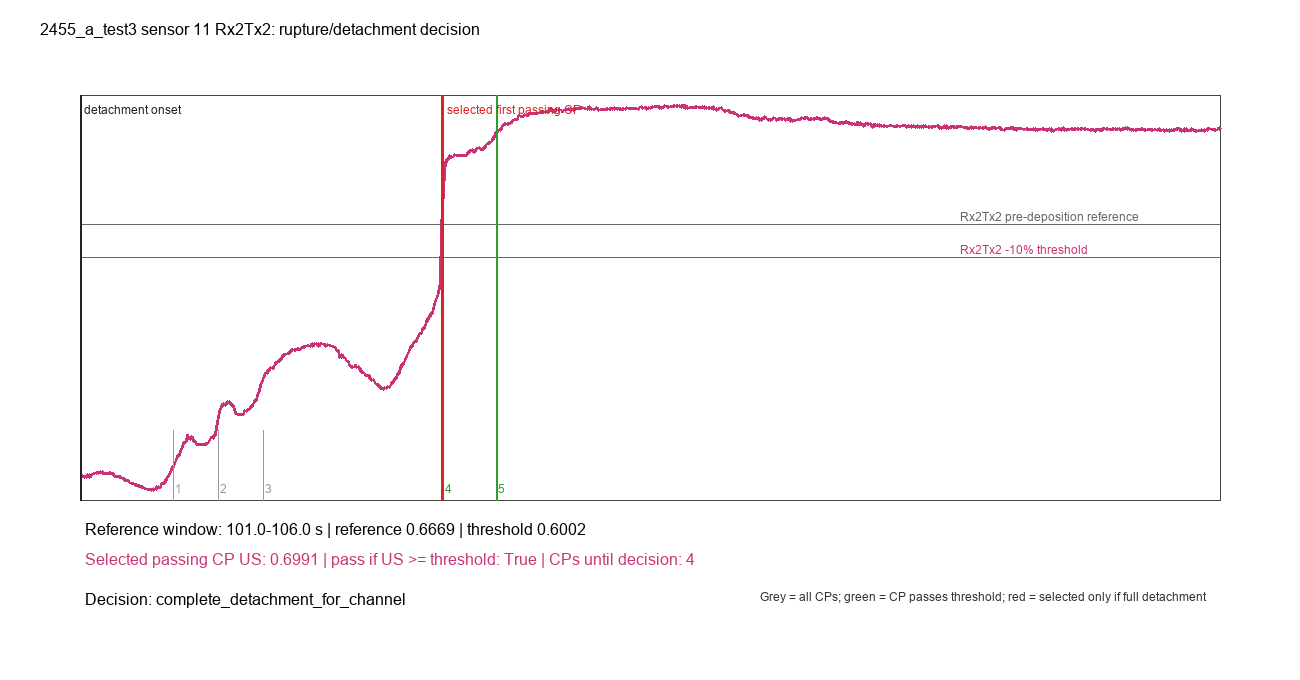 2455_a_test3 sensor 11 Rx2Tx2: rupture/detachment decision
detachment onset
selected first passing CP
Rx2Tx2 pre-deposition reference
Rx2Tx2 -10% threshold
1
2
3
4
5
Reference window: 101.0-106.0 s | reference 0.6669 | threshold 0.6002
Selected passing CP US: 0.6991 | pass if US >= threshold: True | CPs until decision: 4
Decision: complete_detachment_for_channel
Grey = all CPs; green = CP passes threshold; red = selected only if full detachment